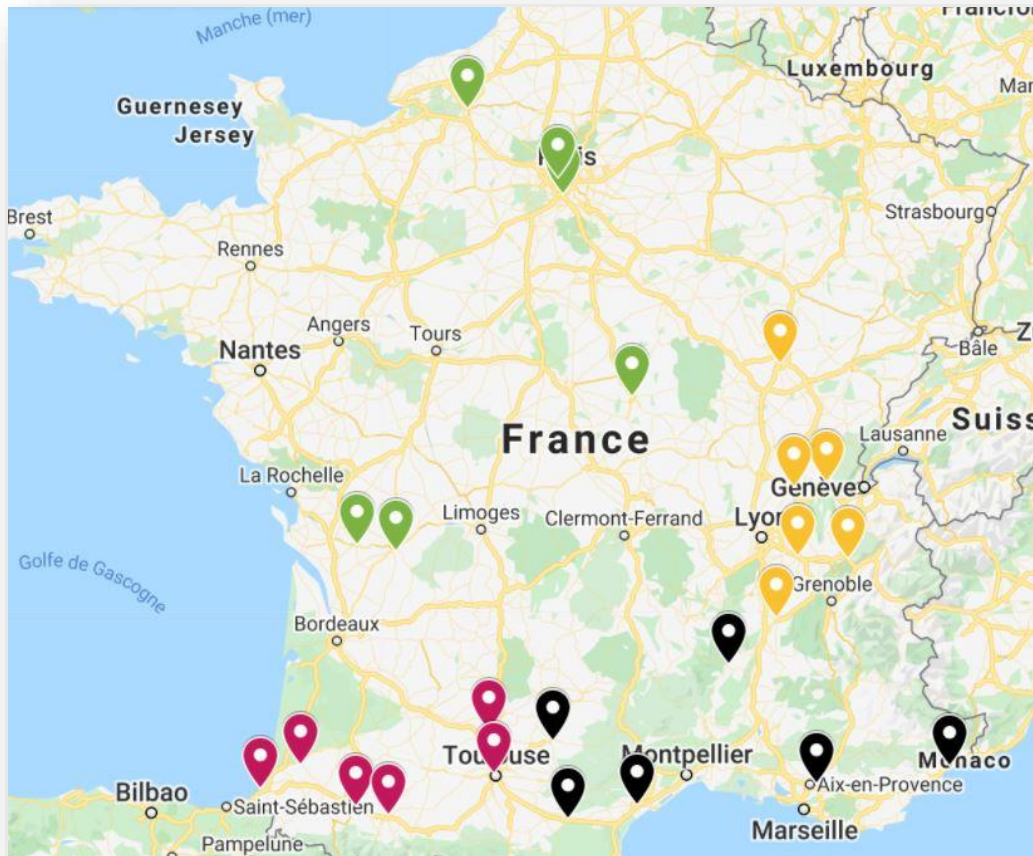 Manche (mer)
Francfor
Luxembourg
Mar
Guernesey
Jersey
Brest
Strasbourg
Rennes
Angers
Tours
Nantes
Bâle
Z
France
Suiss
Lausanne
Genève
La Rochelle
Limoges
Clermont-Ferrand
Lyon
Golfe de Gascogne
Grenoble
Bordeaux
Toulouse
Montpellier
Monaco
Aix-en-Provence
Bilbao
Saint-Sébastien
Marseille
Pampelune